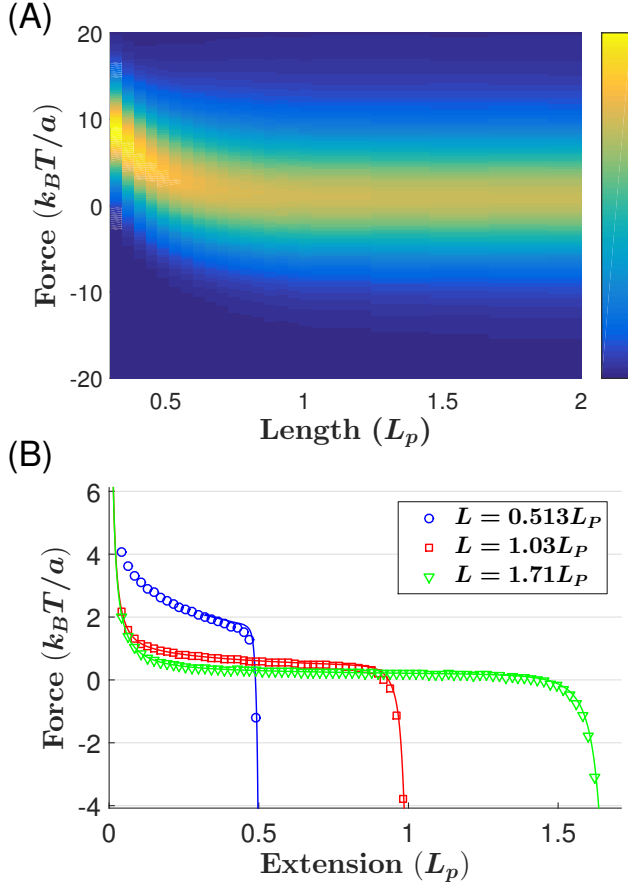 (A)
20
10
0
-10
-20
Force (k_BT/a)
0.5
1
1.5
2
Length (L_p)
(B)
6
4
2
0
-2
-4
Force (k_BT/a)
L = 0.513L_P
L = 1.03L_P
L = 1.71L_P
0
0.5
1
1.5
Extension (L_p)